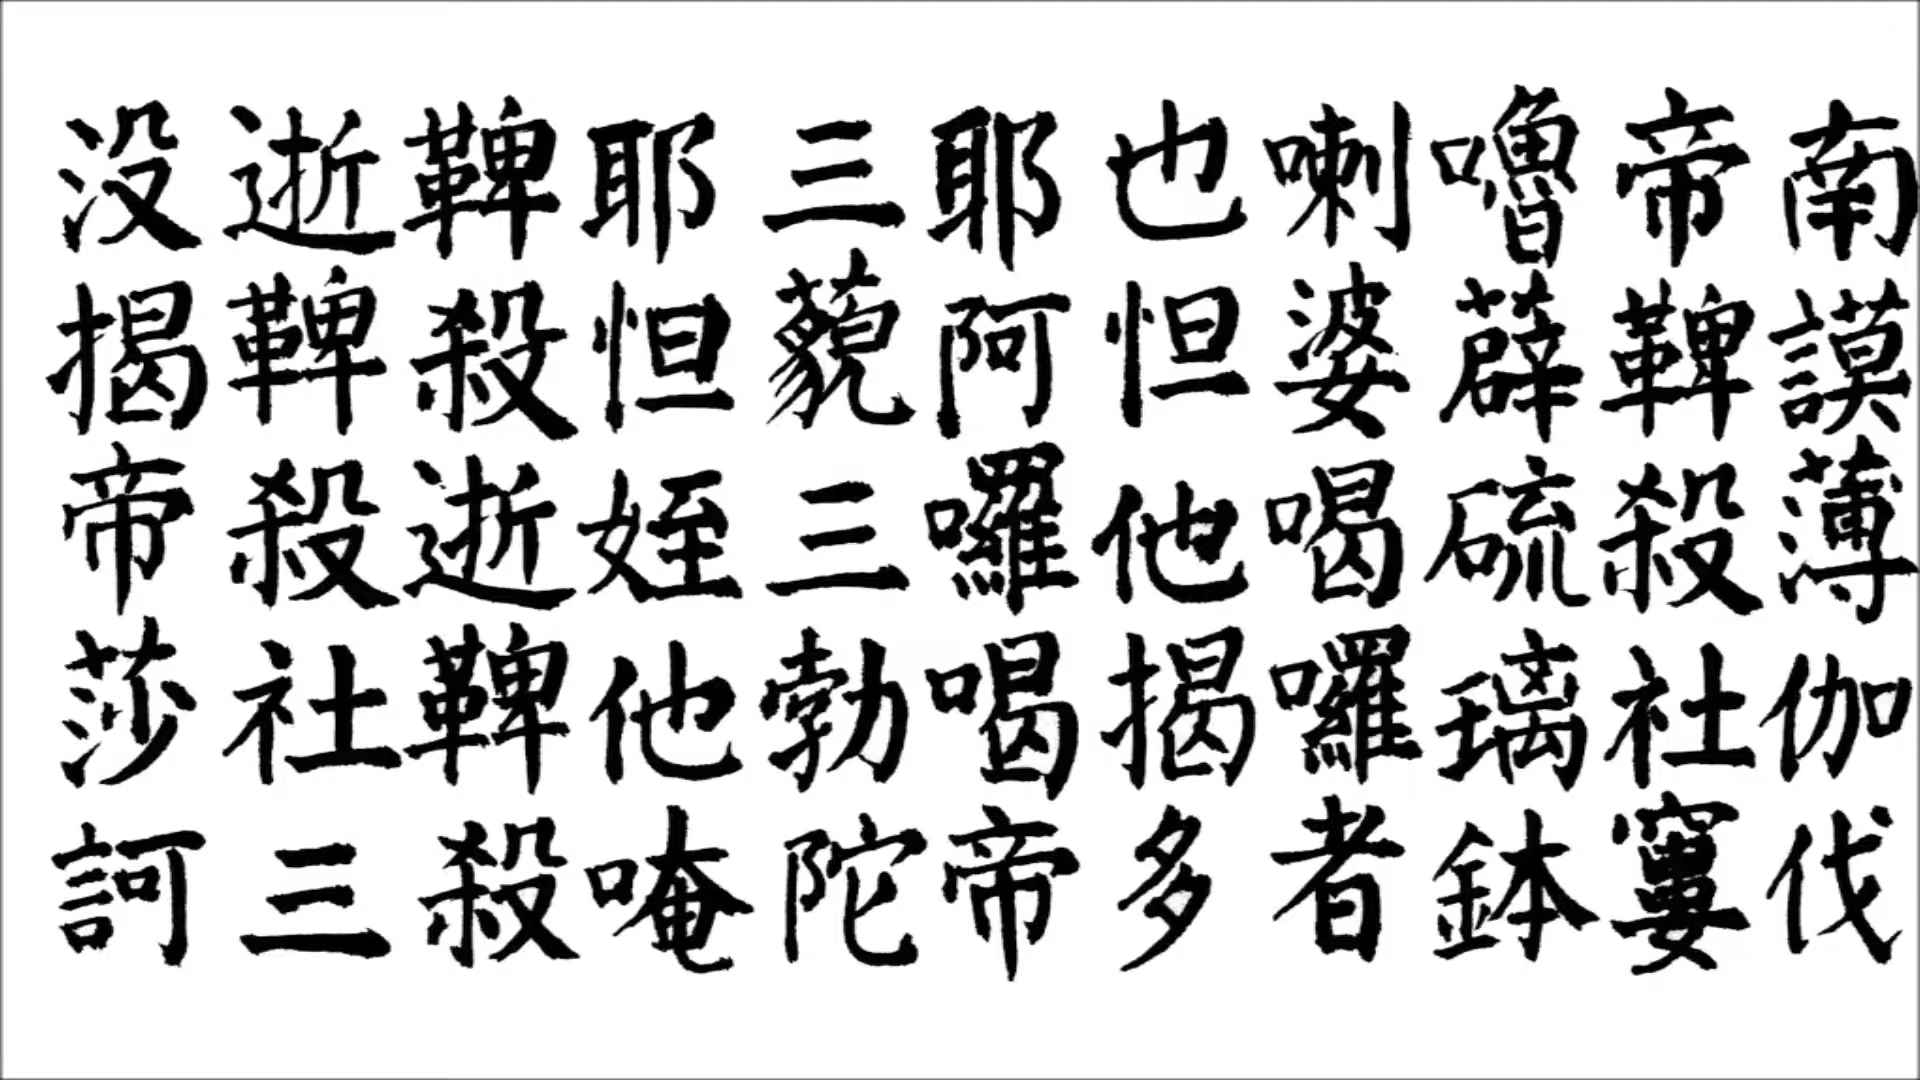 南謨薄伽伐
帝鞞殺社窶
嚕薜硫璃鉢
喇婆喝囉者
也怛他揭多
耶阿囉喝帝
三藐三勃陀
耶怛姪他唵
鞞殺逝鞞殺
逝鞞殺社三
没揭帝莎訶